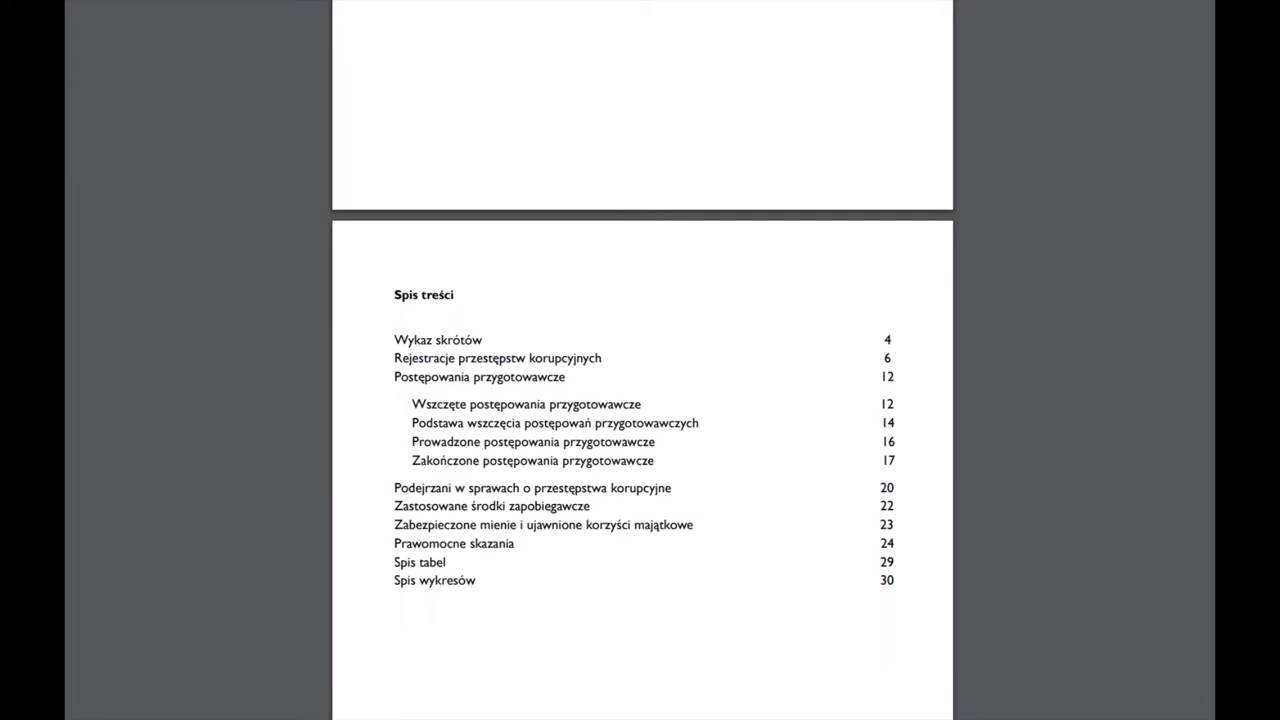 Spis treści
Wykaz skrótów 4
Rejestracje przestępstw korupcyjnych 6
Postępowania przygotowawcze 12
Wszczęte postępowania przygotowawcze 12
Podstawa wszczęcia postępowań przygotowawczych 14
Prowadzone postępowania przygotowawcze 16
Zakończone postępowania przygotowawcze 17
Podejrzani w sprawach o przestępstwa korupcyjne 20
Zastosowane środki zapobiegawcze 22
Zabezpieczone mienie i ujawnione korzyści majątkowe 23
Prawomocne skazania 24
Spis tabel 29
Spis wykresów 30